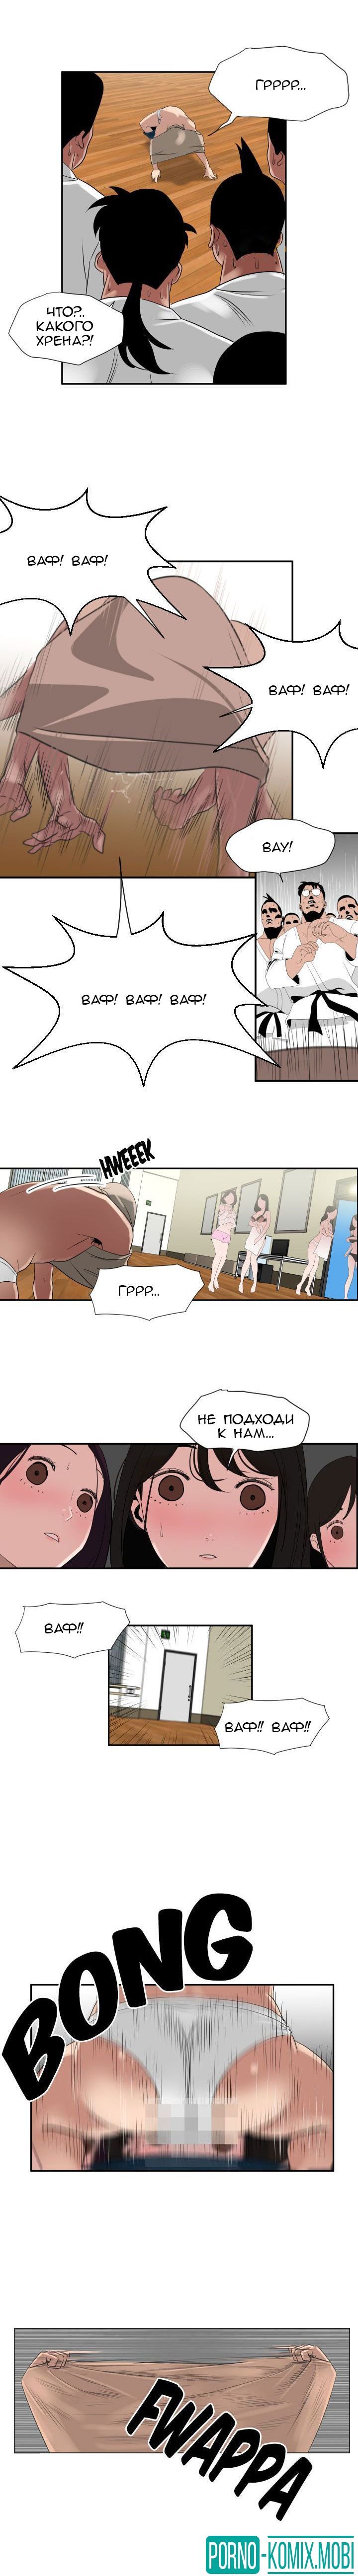 ГРРРР...
ЧТО?..
КАКОГО
ХРЕНА?!
ВАФ! ВАФ!
ВАФ! ВАФ!
ВАУ!
ВАФ! ВАФ! ВАФ!
HWEEEK
ГРРР...
НЕ ПОДХОДИ
К НАМ...
ВАФ!!
ВАФ!! ВАФ!!
BONG
FWAPPA
PORNO-KOMIX.MOBI